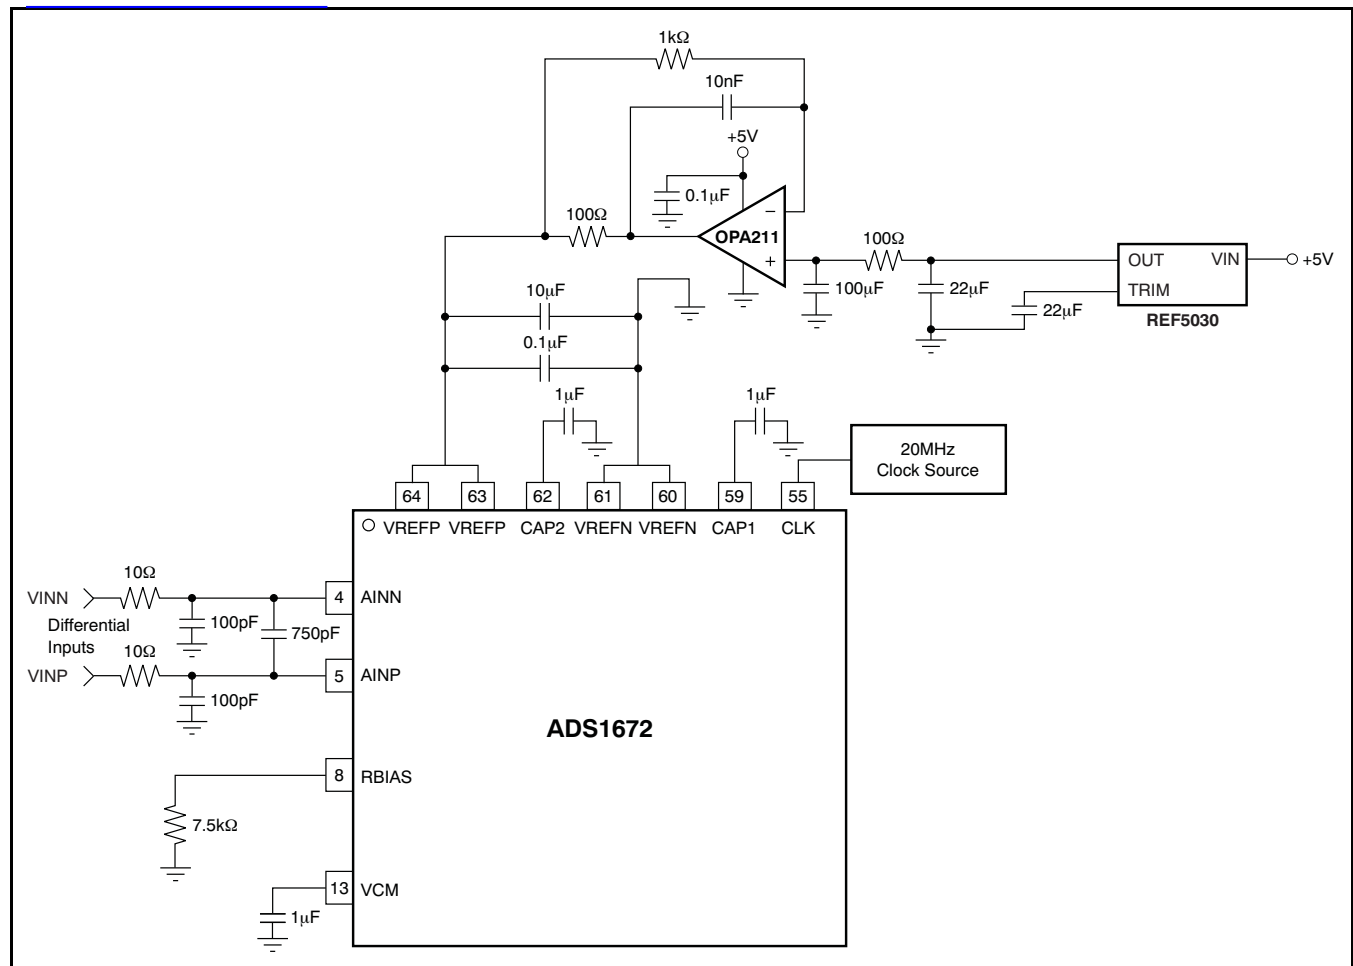 1kΩ
10nF
+5V
0.1μF
100Ω
OPA211
−
+
100Ω
100μF
22μF
22μF
OUT VIN
TRIM
REF5030
+5V
10μF
0.1μF
1μF
1μF
20MHz
Clock Source
64 63 62 61 60 59 55
VREFP VREFP CAP2 VREFN VREFN CAP1 CLK
10Ω
VINN
4 AINN
100pF
750pF
Differential
Inputs
10Ω
VINP
5 AINP
100pF
ADS1672
8 RBIAS
7.5kΩ
13 VCM
1μF